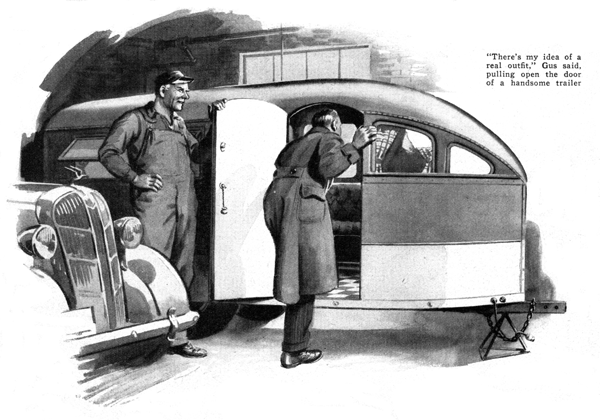 "There's my idea of a
real outfit," Gus said,
pulling open the door
of a handsome trailer